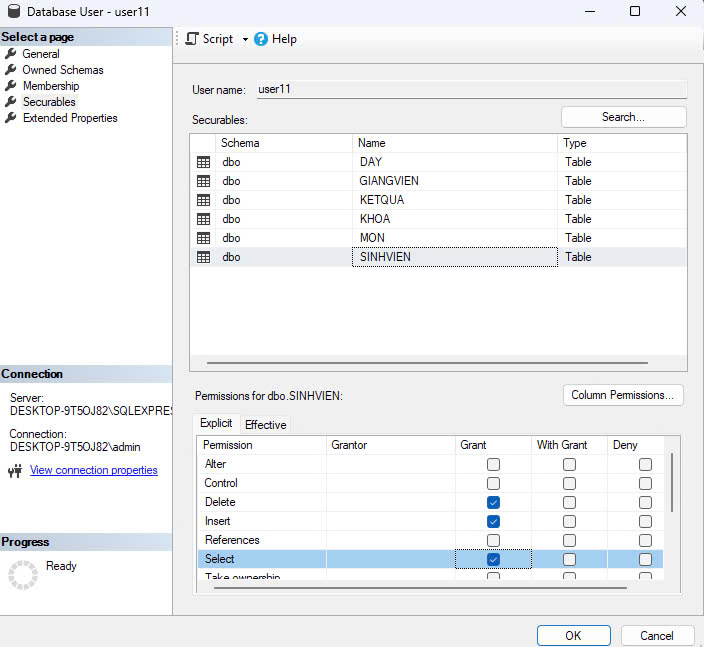 Database User - user11
Select a page
General
Owned Schemas
Membership
Securables
Extended Properties
Connection
Server:
DESKTOP-9T5OJ82\SQLEXPRES
Connection:
DESKTOP-9T5OJ82\admin
View connection properties
Progress
Ready
Script Help
User name: user11
Securables: Search...
Schema Name Type
dbo DAY Table
dbo GIANGVIEN Table
dbo KETQUA Table
dbo KHOA Table
dbo MON Table
dbo SINHVIEN Table
Permissions for dbo.SINHVIEN: Column Permissions...
Explicit Effective
Permission Grantor Grant With Grant Deny
Alter
Control
Delete
Insert
References
Select
Take ownership
OK Cancel